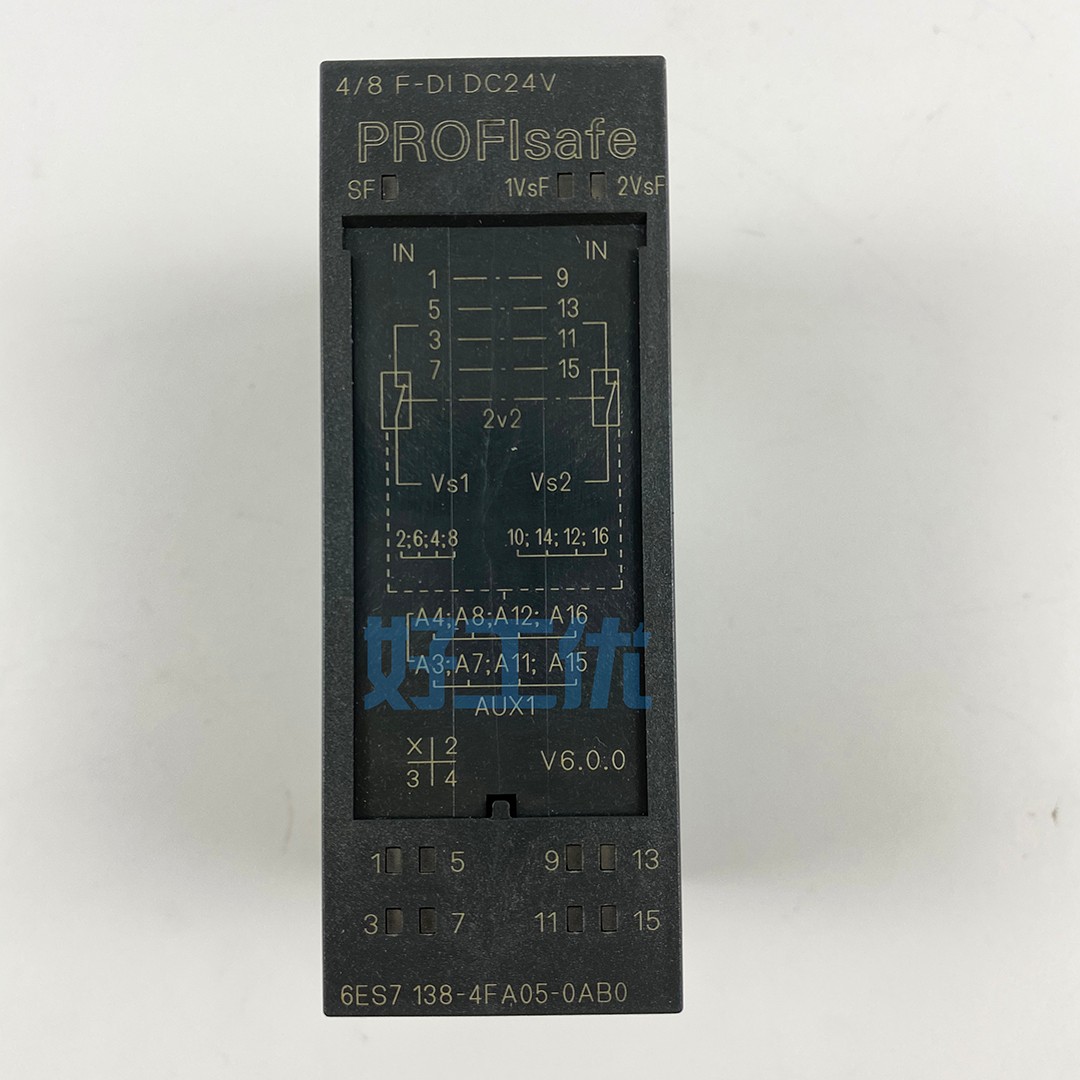 4/8 F-DI DC24V
PROFIsafe
SF 1VsF 2VsF
IN IN
1 9
5 13
3 11
7 15
2v2
Vs1 Vs2
2;6;4;8 10; 14; 12; 16
A4;A8;A12; A16
好工优
A3;A7;A11; A15
AUX1
X 2
3 4
V6.0.0
1 5 9 13
3 7 11 15
6ES7 138-4FA05-0AB0